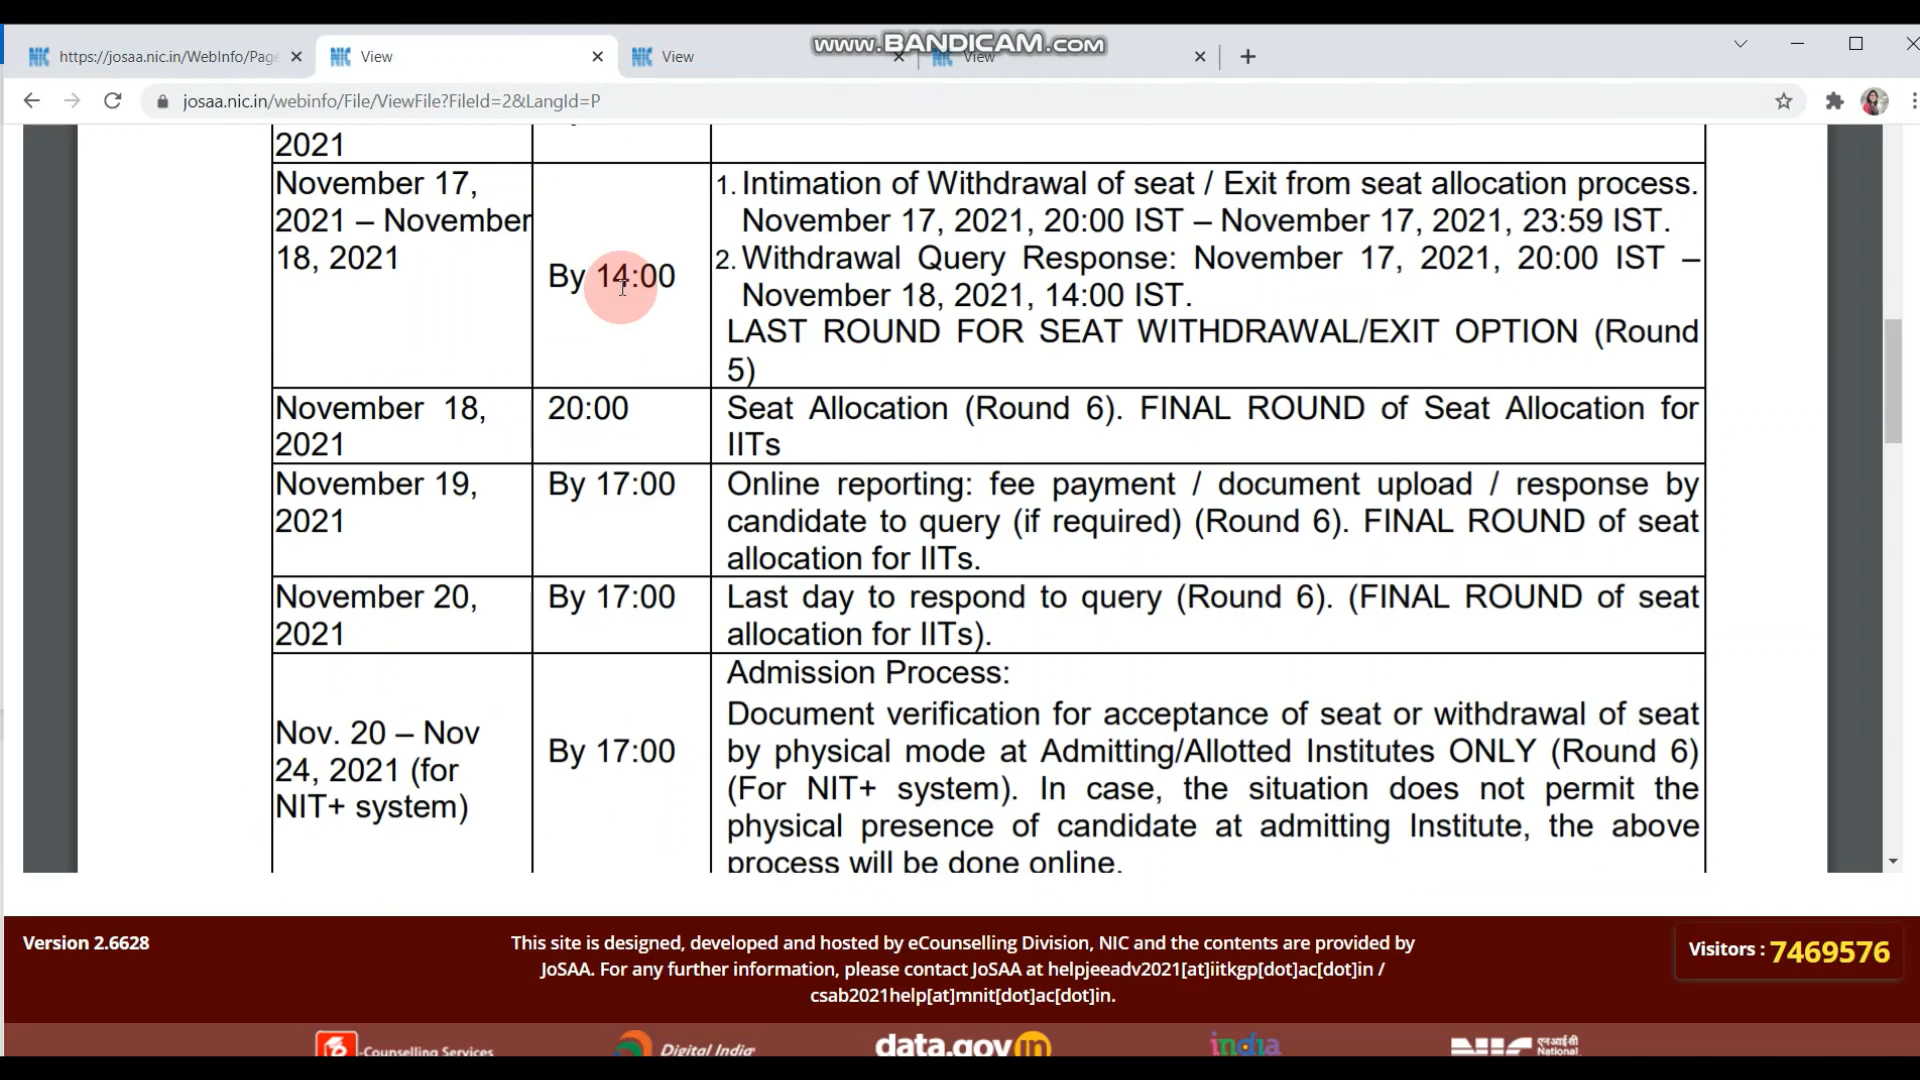 www.BANDICAM.COM
https://josaa.nic.in/WebInfo/Page
View
View
View
josaa.nic.in/webinfo/File/ViewFile?FileId=2&LangId=P
2021
November 17,
2021 – November
18, 2021
By 14:00
1. Intimation of Withdrawal of seat / Exit from seat allocation process.
November 17, 2021, 20:00 IST – November 17, 2021, 23:59 IST.
2. Withdrawal Query Response: November 17, 2021, 20:00 IST –
November 18, 2021, 14:00 IST.
LAST ROUND FOR SEAT WITHDRAWAL/EXIT OPTION (Round
5)
November 18,
2021
20:00
Seat Allocation (Round 6). FINAL ROUND of Seat Allocation for
IITs
November 19,
2021
By 17:00
Online reporting: fee payment / document upload / response by
candidate to query (if required) (Round 6). FINAL ROUND of seat
allocation for IITs.
November 20,
2021
By 17:00
Last day to respond to query (Round 6). (FINAL ROUND of seat
allocation for IITs).
Nov. 20 – Nov
24, 2021 (for
NIT+ system)
By 17:00
Admission Process:
Document verification for acceptance of seat or withdrawal of seat
by physical mode at Admitting/Allotted Institutes ONLY (Round 6)
(For NIT+ system). In case, the situation does not permit the
physical presence of candidate at admitting Institute, the above
process will be done online.
Version 2.6628
This site is designed, developed and hosted by eCounselling Division, NIC and the contents are provided by
JoSAA. For any further information, please contact JoSAA at helpjeeadv2021[at]iitkgp[dot]ac[dot]in /
csab2021help[at]mnit[dot]ac[dot]in.
Visitors : 7469576
-Counselling Services
Digital India
data.gov in
india
NIC
एनआईसी
National